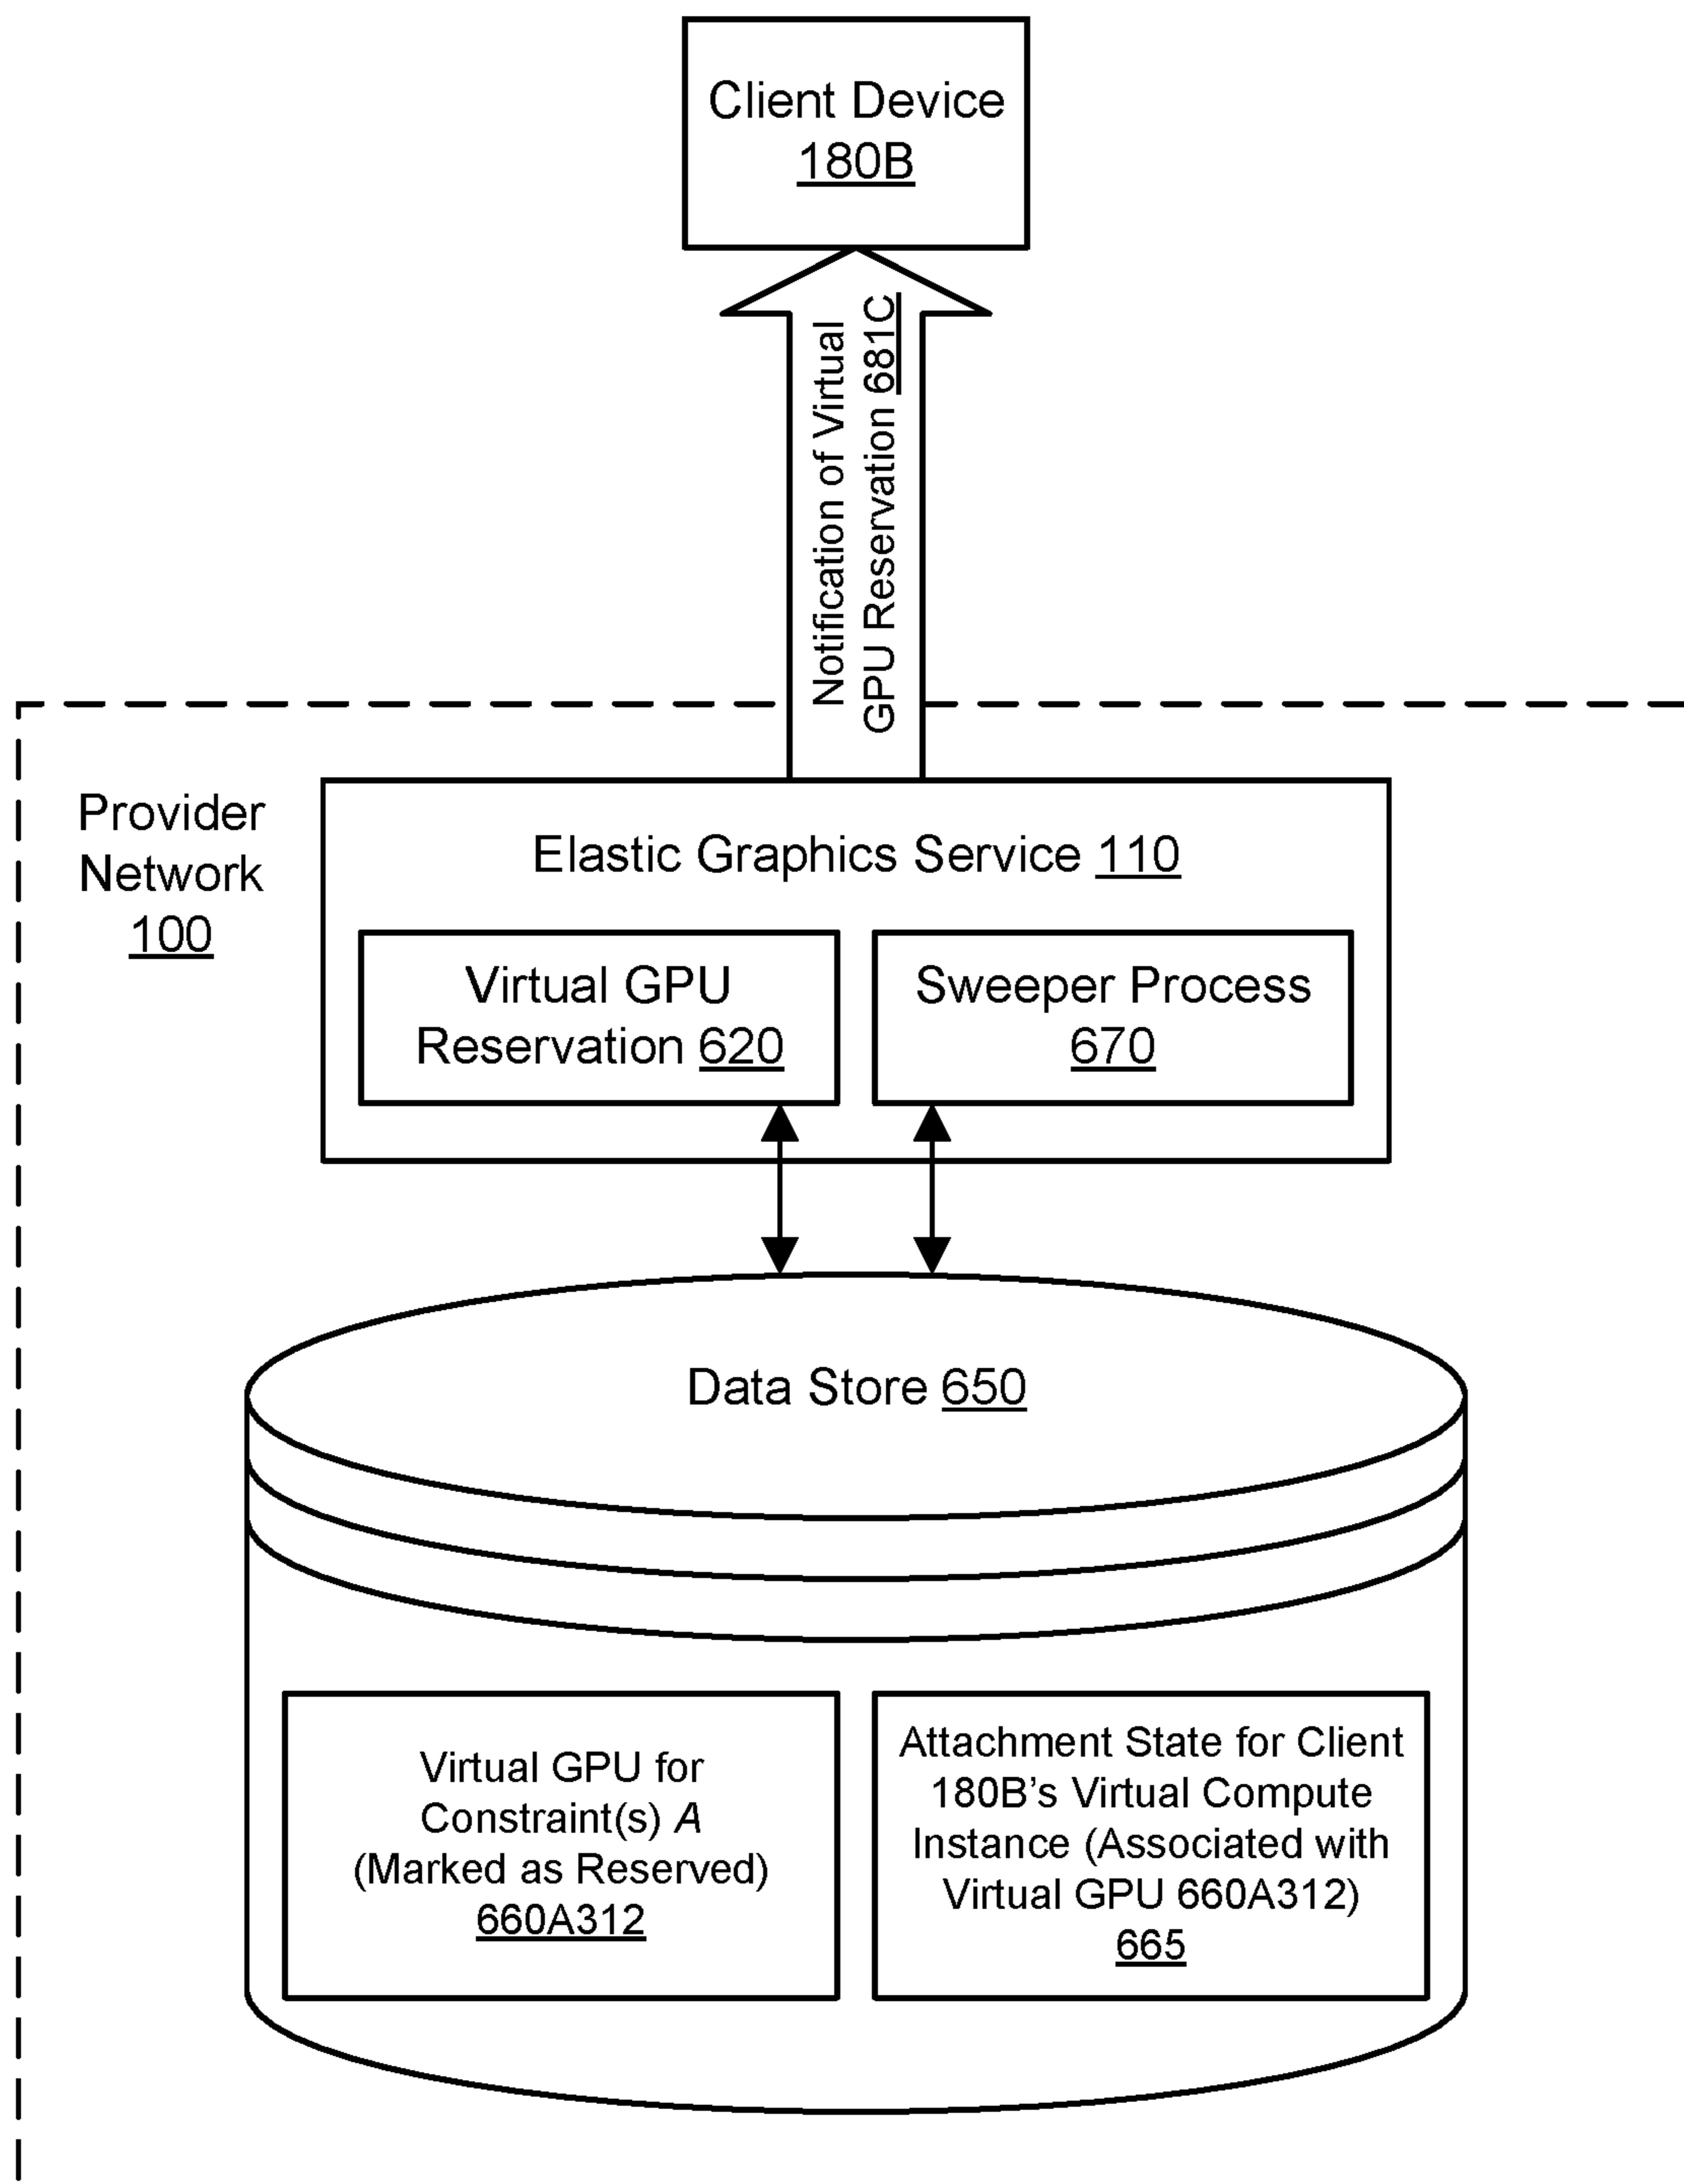 Client Device
180B
Notification of Virtual
GPU Reservation 681C
Provider
Network
100
Elastic Graphics Service 110
Virtual GPU
Reservation 620
Sweeper Process
670
Data Store 650
Virtual GPU for
Constraint(s) A
(Marked as Reserved)
660A312
Attachment State for Client
180B’s Virtual Compute
Instance (Associated with
Virtual GPU 660A312)
665